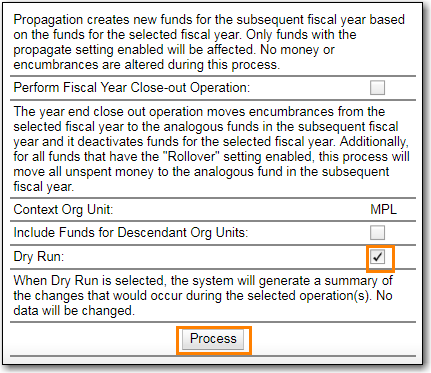 Propagation creates new funds for the subsequent fiscal year
based on the funds for the selected fiscal year. Only funds with the
propagate setting enabled will be affected. No money or
encumbrances are altered during this process.
Perform Fiscal Year Close-out Operation:
The year end close out operation moves encumbrances from the
selected fiscal year to the analogous funds in the subsequent fiscal
year and it deactivates funds for the selected fiscal year. Additionally,
for all funds that have the "Rollover" setting enabled, this process will
move all unspent money to the analogous fund in the subsequent
fiscal year.
Context Org Unit: MPL
Include Funds for Descendant Org Units:
Dry Run:
When Dry Run is selected, the system will generate a summary of
the changes that would occur during the selected operation(s). No
data will be changed.
Process